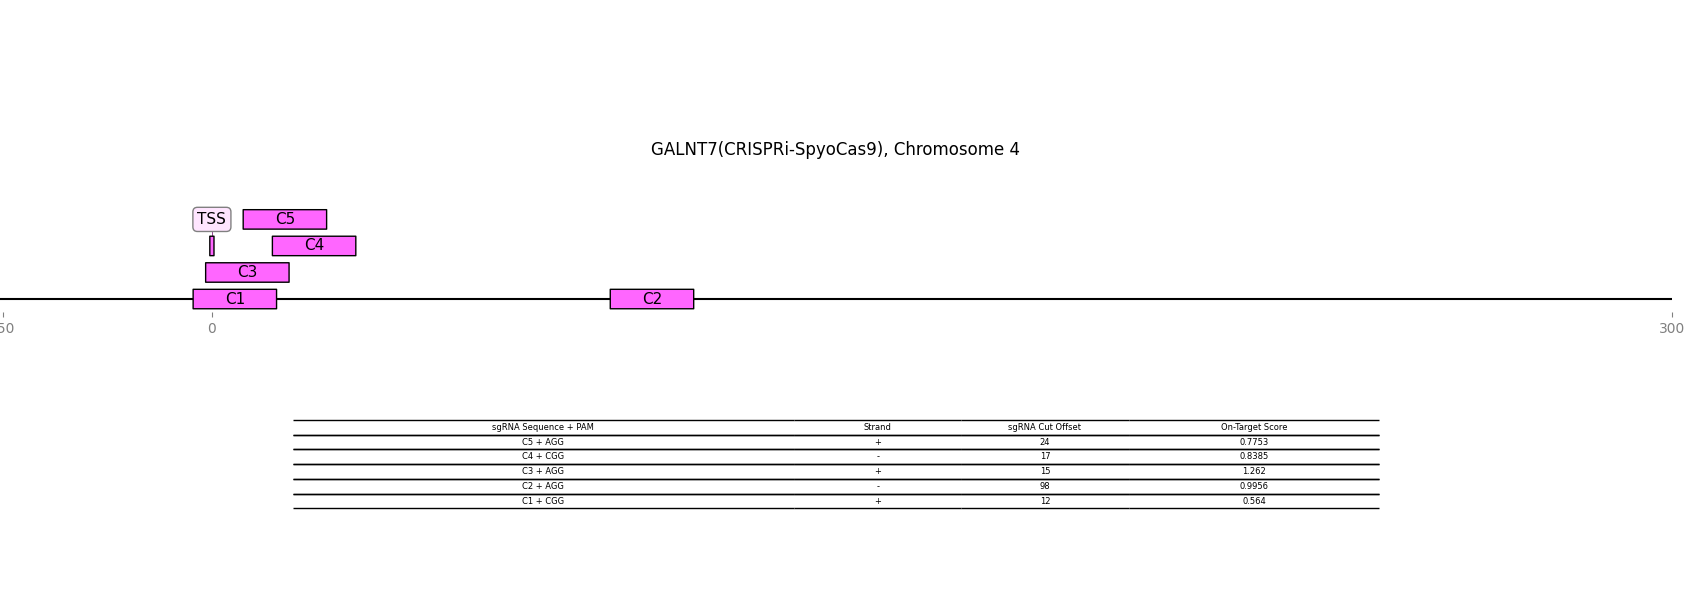 GALNT7(CRISPRi-SpyoCas9), Chromosome 4
TSS
C5
C4
C3
C1
C2
50
0
300
sgRNA Sequence + PAM Strand sgRNA Cut Offset On-Target Score
C5 + AGG + 24 0.7753
C4 + CGG - 17 0.8385
C3 + AGG + 15 1.262
C2 + AGG - 98 0.9956
C1 + CGG + 12 0.564